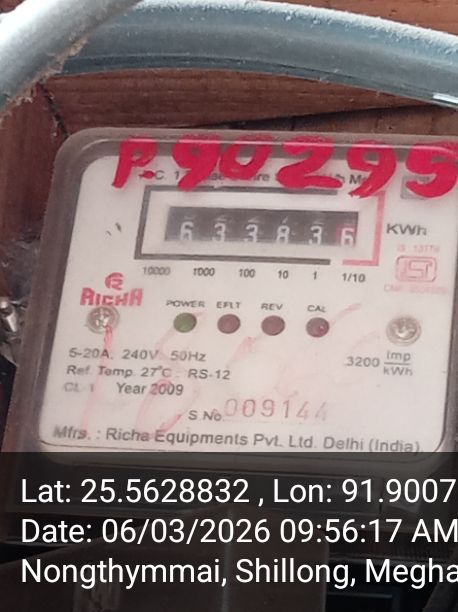 P.90295
KWh
6 3 3 8 3 6
10000 1000 100 10 1 1/10
RICHA
POWER EFLT REV CAL
5-20A, 240V, 50Hz
Ref. Temp. 27°C. RS-12
CL 1 Year 2009
3200 Imp/kWh
S No. 009144
Mfrs. : Richa Equipments Pvt. Ltd. Delhi (India)
Lat: 25.5628832 , Lon: 91.9007
Date: 06/03/2026 09:56:17 AM
Nongthymmai, Shillong, Megha